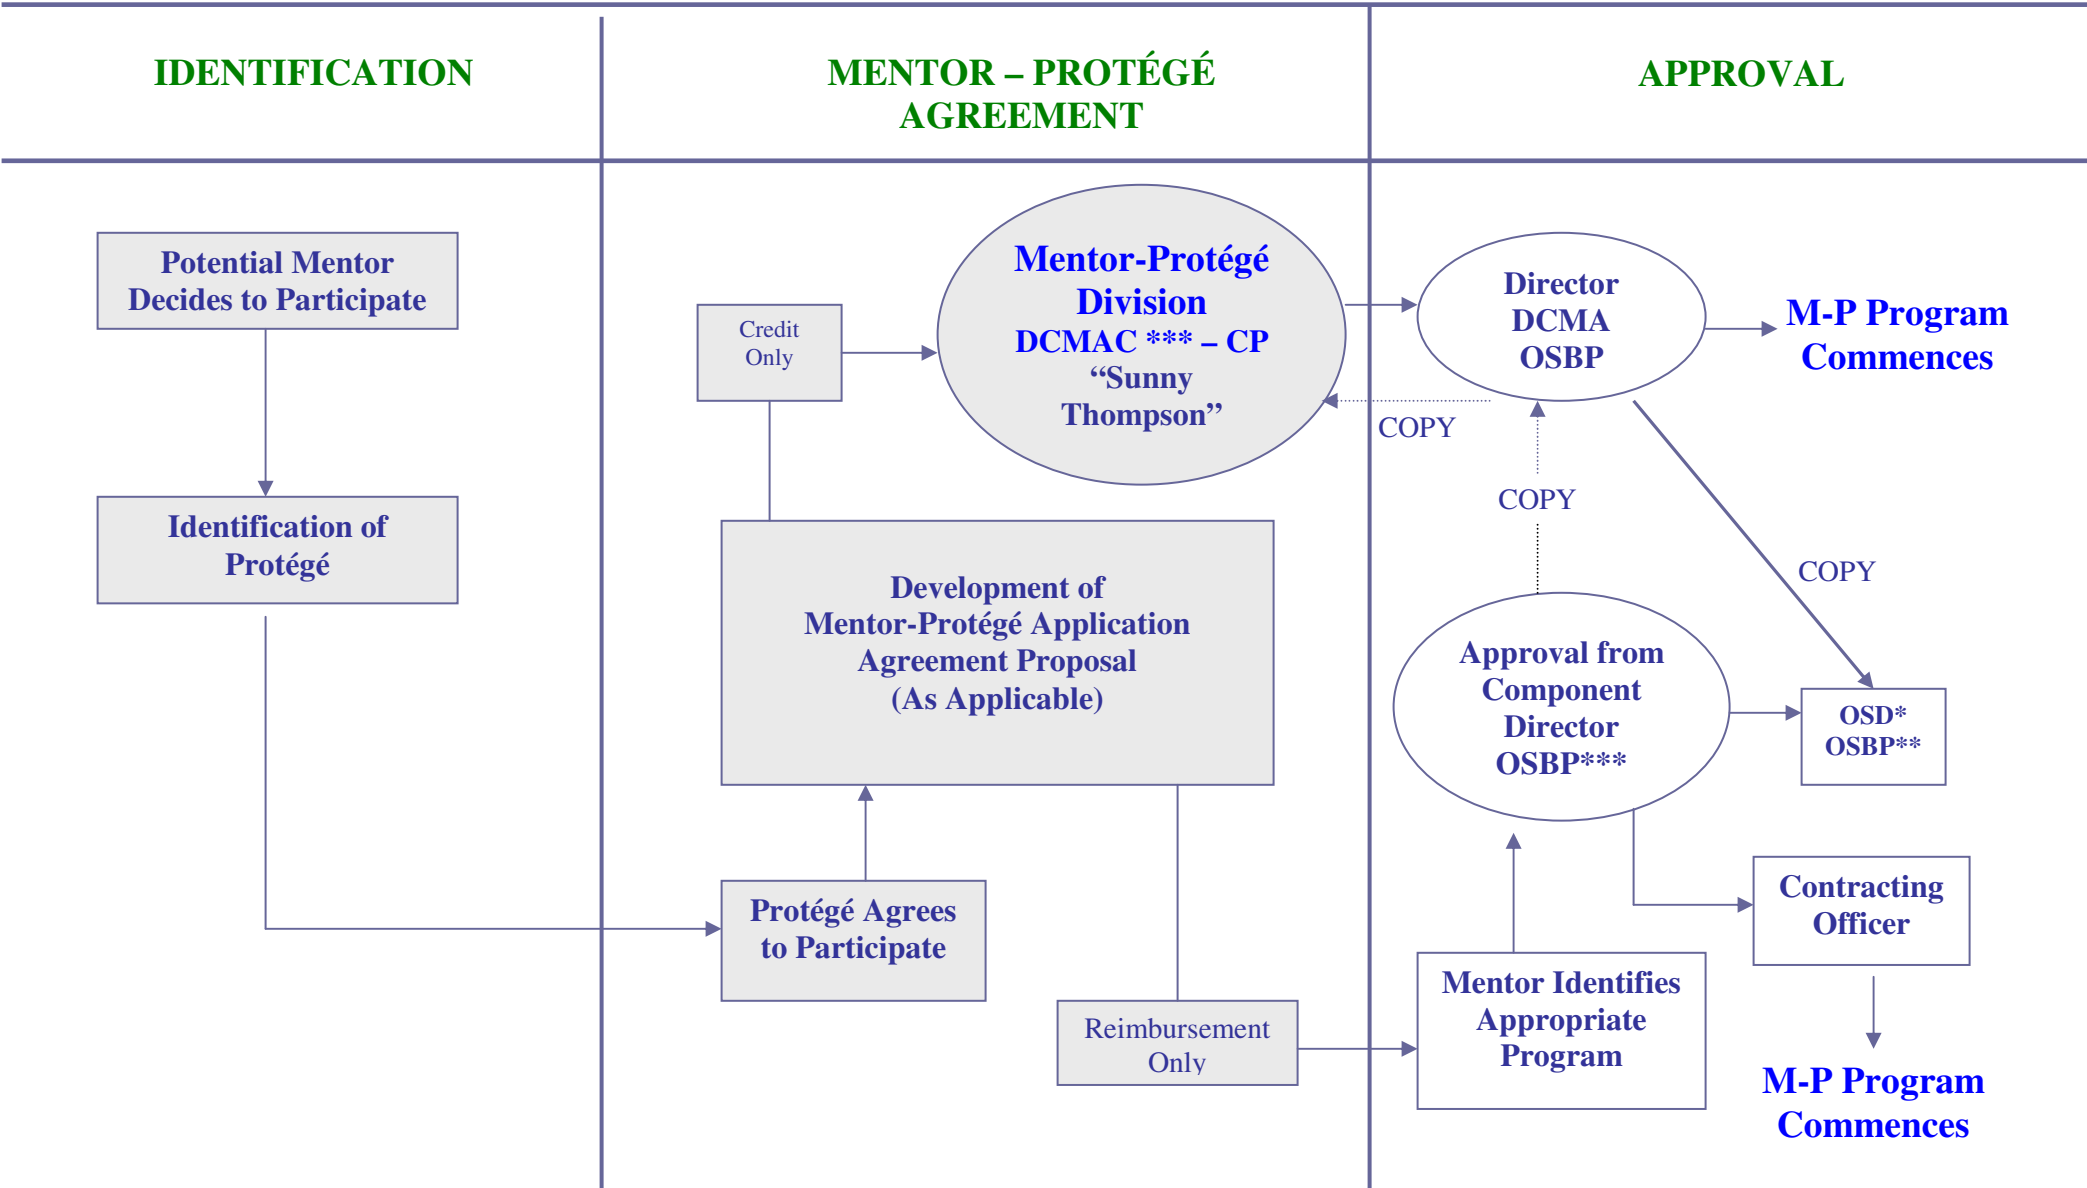 IDENTIFICATION
MENTOR – PROTÉGÉ
AGREEMENT
APPROVAL
Potential Mentor
Decides to Participate
Identification of
Protégé
Credit
Only
Mentor-Protégé
Division
DCMAC *** – CP
“Sunny
Thompson”
Development of
Mentor-Protégé Application
Agreement Proposal
(As Applicable)
Protégé Agrees
to Participate
Reimbursement
Only
Director
DCMA
OSBP
M-P Program
Commences
COPY
COPY
COPY
Approval from
Component
Director
OSBP***
OSD*
OSBP**
Contracting
Officer
Mentor Identifies
Appropriate
Program
M-P Program
Commences